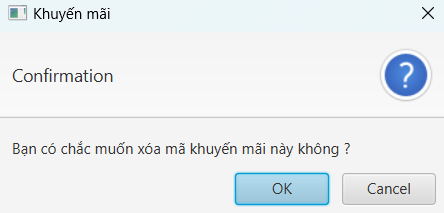 Khuyến mãi
Confirmation
Bạn có chắc muốn xóa mã khuyến mãi này không ?
OK
Cancel